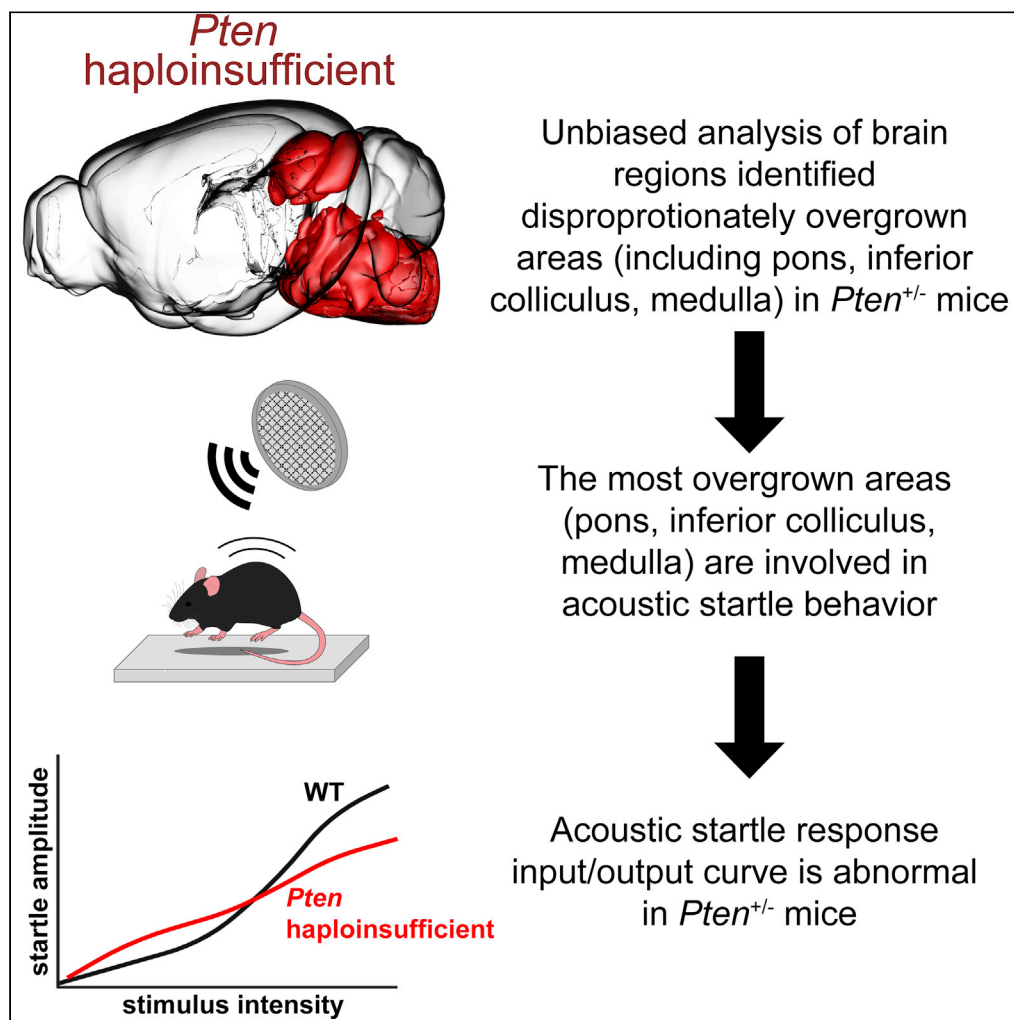 Pten
haploinsufficient
Unbiased analysis of brain
regions identified
disproprotionately overgrown
areas (including pons, inferior
colliculus, medulla) in Pten+/- mice
The most overgrown areas
(pons, inferior colliculus,
medulla) are involved in
acoustic startle behavior
startle amplitude
WT
Pten
haploinsufficient
stimulus intensity
Acoustic startle response
input/output curve is abnormal
in Pten+/- mice